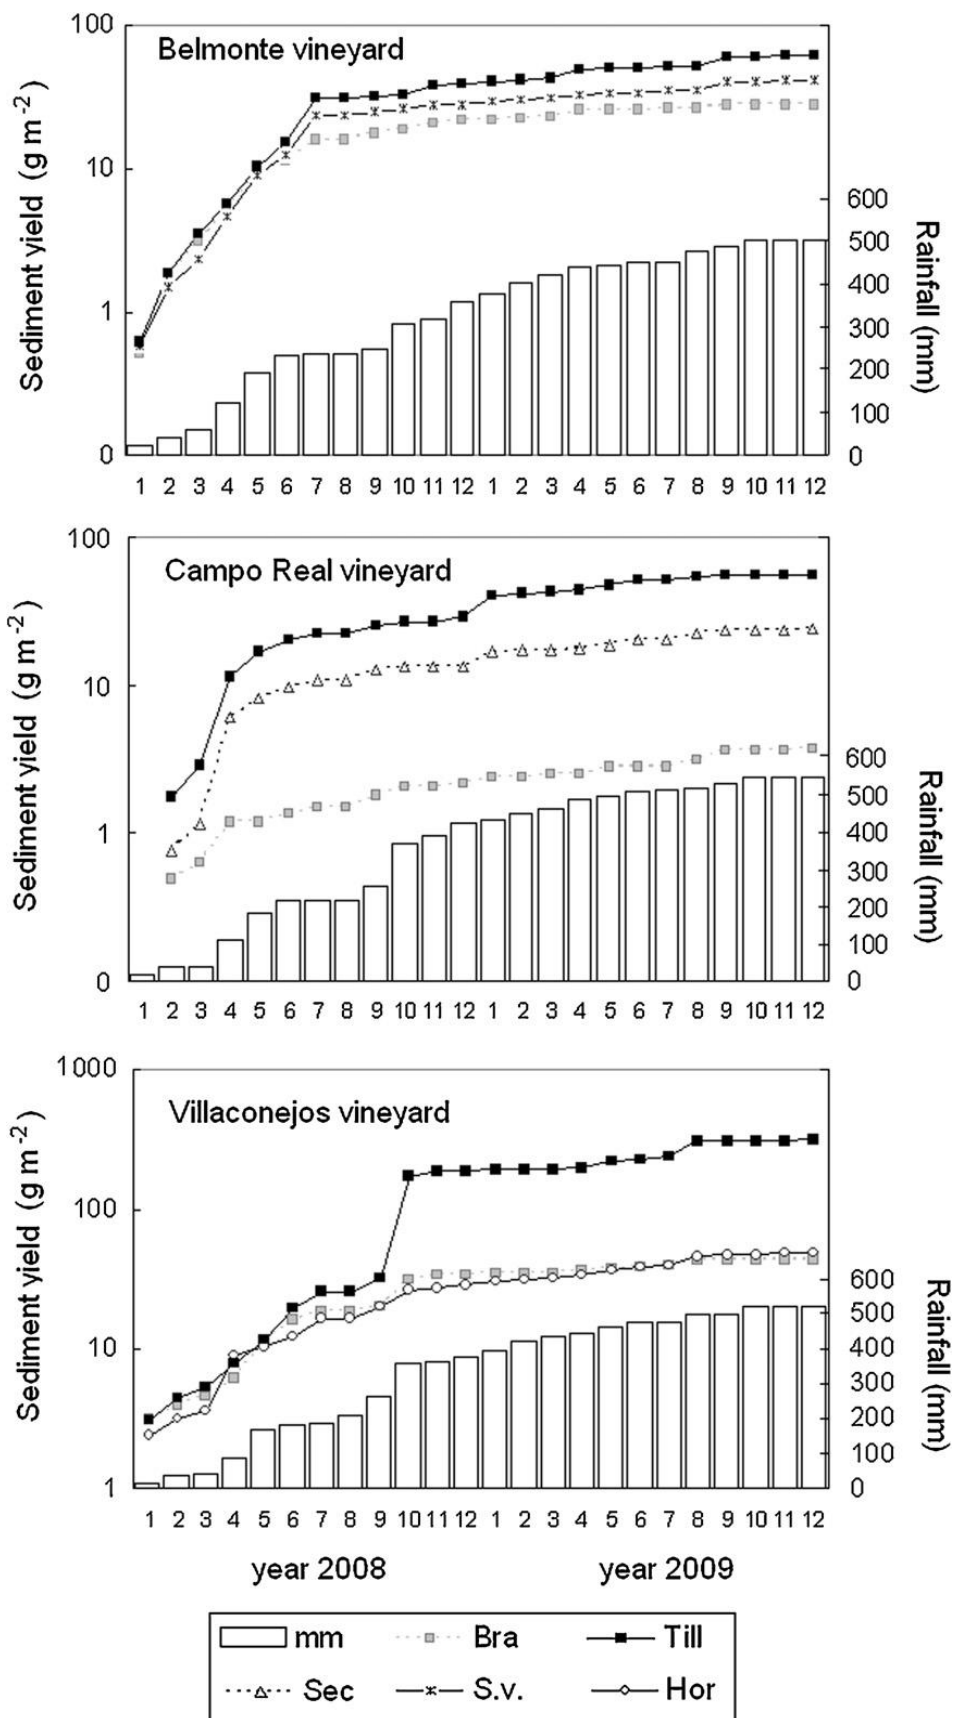 Belmonte vineyard
Sediment yield (g m-2)
100
10
1
0
600
500
400
300
200
100
0
Rainfall (mm)
1 2 3 4 5 6 7 8 9 10 11 12 1 2 3 4 5 6 7 8 9 10 11 12
Campo Real vineyard
Sediment yield (g m-2)
100
10
1
0
600
500
400
300
200
100
0
Rainfall (mm)
1 2 3 4 5 6 7 8 9 10 11 12 1 2 3 4 5 6 7 8 9 10 11 12
Villaconejos vineyard
Sediment yield (g m-2)
1000
100
10
1
600
500
400
300
200
100
0
Rainfall (mm)
1 2 3 4 5 6 7 8 9 10 11 12 1 2 3 4 5 6 7 8 9 10 11 12
year 2008 year 2009
mm Bra Till
Sec S.v. Hor